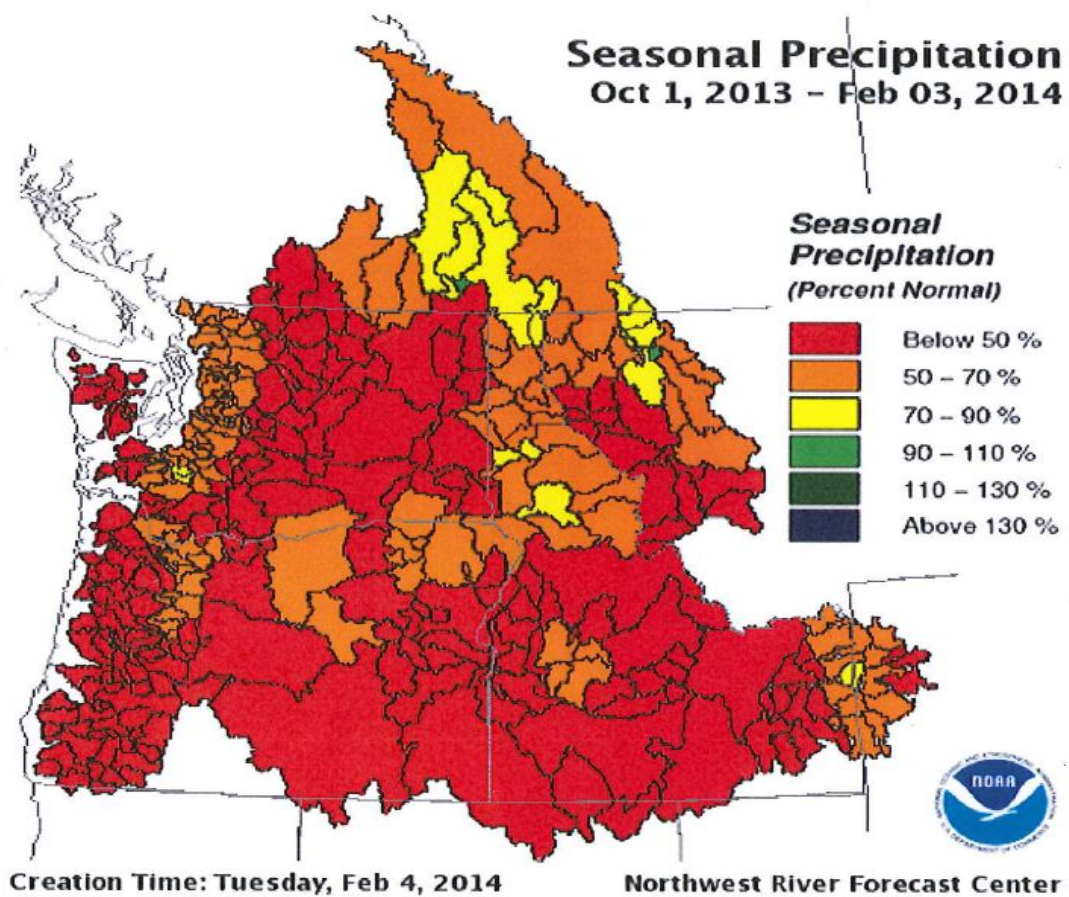 Seasonal Precipitation
Oct 1, 2013 – Feb 03, 2014
Seasonal
Precipitation
(Percent Normal)
Below 50 %
50 – 70 %
70 – 90 %
90 – 110 %
110 – 130 %
Above 130 %
NOAA
Creation Time: Tuesday, Feb 4, 2014
Northwest River Forecast Center